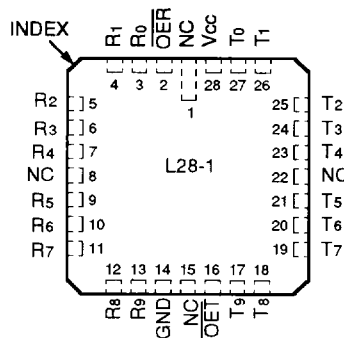 INDEX
R1 R0 O̅E̅R̅ NC Vcc T0 T1
4 3 2 28 27 26
1
R2 5 25 T2
R3 6 24 T3
R4 7 23 T4
L28-1
NC 8 22 NC
R5 9 21 T5
R6 10 20 T6
R7 11 19 T7
12 13 14 15 16 17 18
R8 R9 GND NC O̅E̅T̅ T9 T8